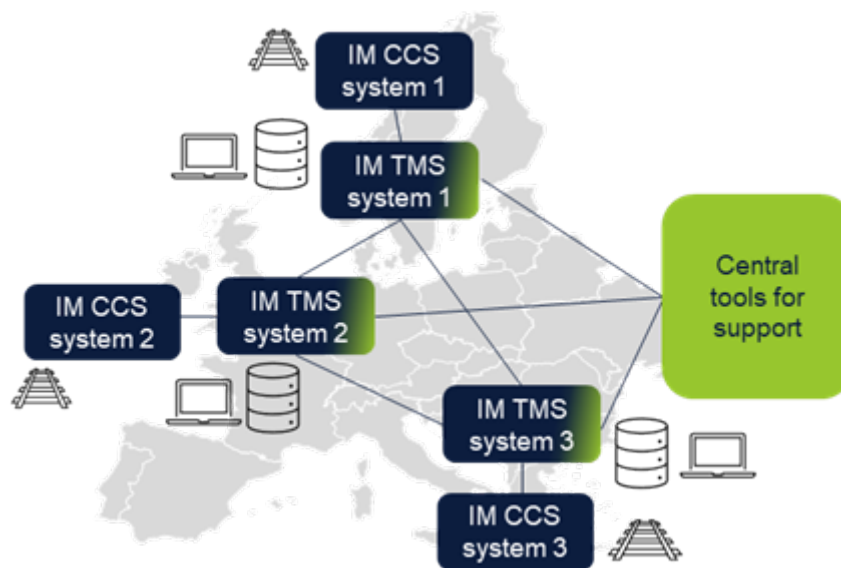 IM CCS
system 1
IM TMS
system 1
IM CCS
system 2
IM TMS
system 2
Central
tools for
support
IM TMS
system 3
IM CCS
system 3